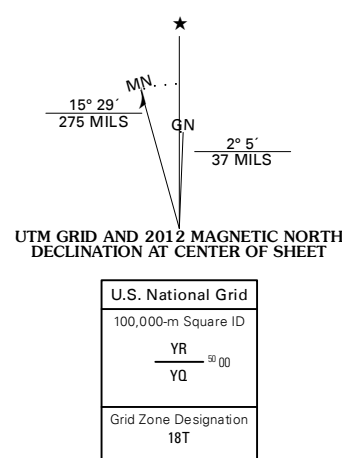 ★
MN
15° 29´
275 MILS
GN
2° 5´
37 MILS
UTM GRID AND 2012 MAGNETIC NORTH
DECLINATION AT CENTER OF SHEET
U.S. National Grid
100,000-m Square ID
YR
50 00
YQ
Grid Zone Designation
18T